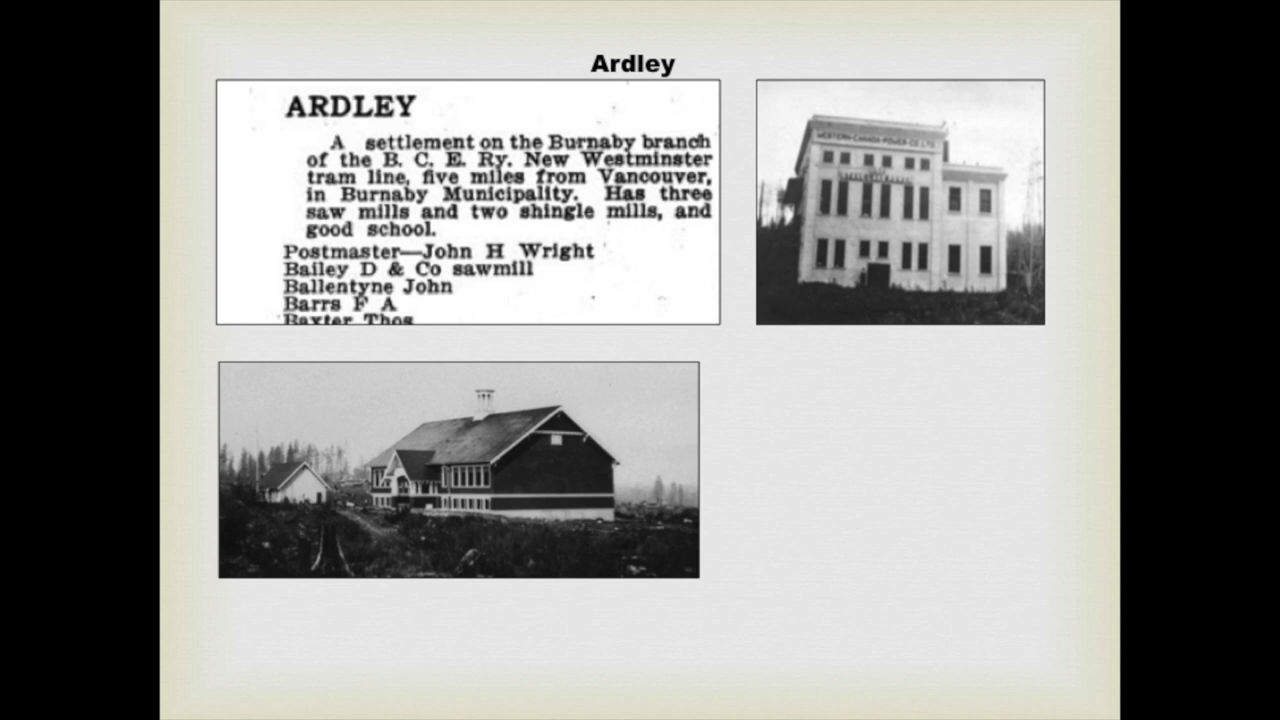 Ardley
ARDLEY
A settlement on the Burnaby branch
of the B. C. E. Ry. New Westminster
tram line, five miles from Vancouver,
in Burnaby Municipality. Has three
saw mills and two shingle mills, and
good school.
Postmaster—John H Wright
Bailey D & Co sawmill
Ballentyne John
Barrs F A
Baxter Thos
WESTERN-CANADA-POWER-CO-LTD.